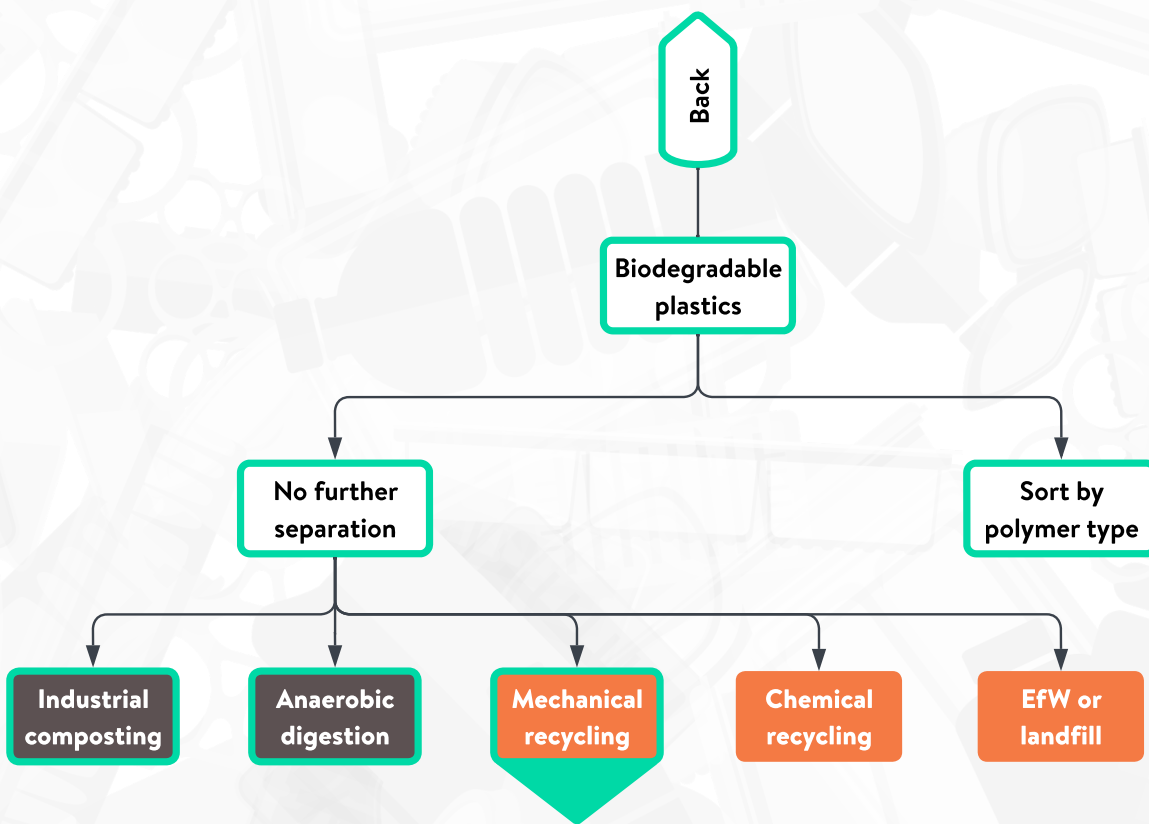 Back
Biodegradable
plastics
No further
separation
Sort by
polymer type
Industrial
composting
Anaerobic
digestion
Mechanical
recycling
Chemical
recycling
EfW or
landfill